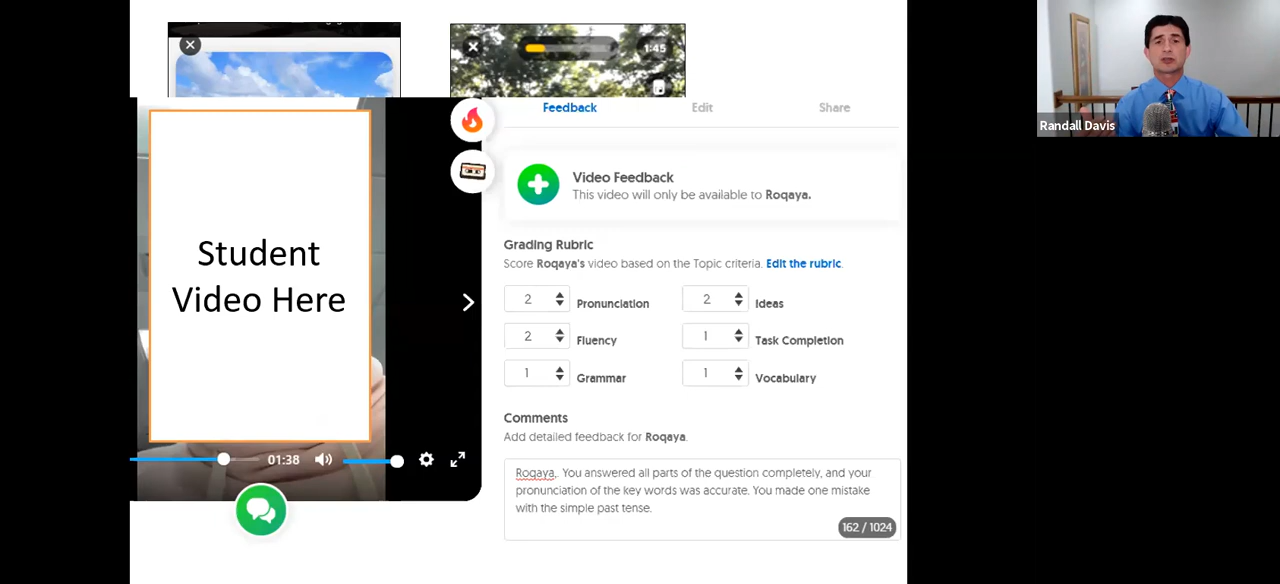 1:45
Randall Davis
Feedback Edit Share
Video Feedback
This video will only be available to Roqaya.
Student
Video Here
Grading Rubric
Score Roqaya's video based on the Topic criteria. Edit the rubric.
2 Pronunciation 2 Ideas
2 Fluency 1 Task Completion
1 Grammar 1 Vocabulary
Comments
Add detailed feedback for Roqaya.
01:38
Roqaya,. You answered all parts of the question completely, and your
pronunciation of the key words was accurate. You made one mistake
with the simple past tense.
162 / 1024